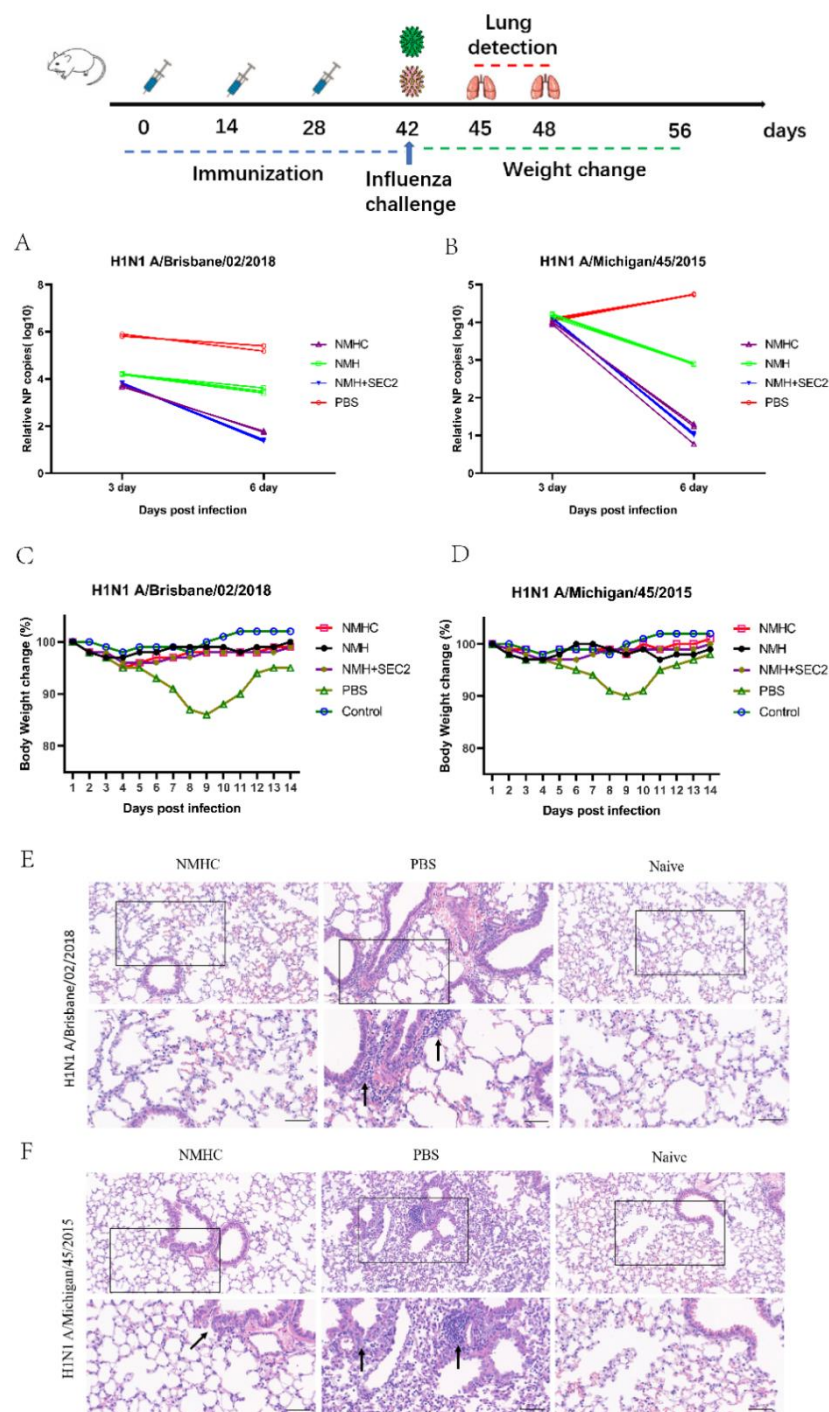 Lung
detection
0 14 28 42 45 48 56 days
Immunization
Influenza
challenge
Weight change
A
H1N1 A/Brisbane/02/2018
Relative NP copies( log10)
8
6
4
2
0
3 day 6 day
Days post infection
NMHC
NMH
NMH+SEC2
PBS
B
H1N1 A/Michigan/45/2015
Relative NP copies( log10)
5
4
3
2
1
0
3 day 6 day
Days post infection
NMHC
NMH
NMH+SEC2
PBS
C
H1N1 A/Brisbane/02/2018
Body Weight change (%)
100
90
80
1 2 3 4 5 6 7 8 9 10 11 12 13 14
Days post infection
NMHC
NMH
NMH+SEC2
PBS
Control
D
H1N1 A/Michigan/45/2015
Body Weight change (%)
100
90
80
1 2 3 4 5 6 7 8 9 10 11 12 13 14
Days post infection
NMHC
NMH
NMH+SEC2
PBS
Control
E
NMHC PBS Naive
H1N1 A/Brisbane/02/2018
F
NMHC PBS Naive
H1N1 A/Michigan/45/2015